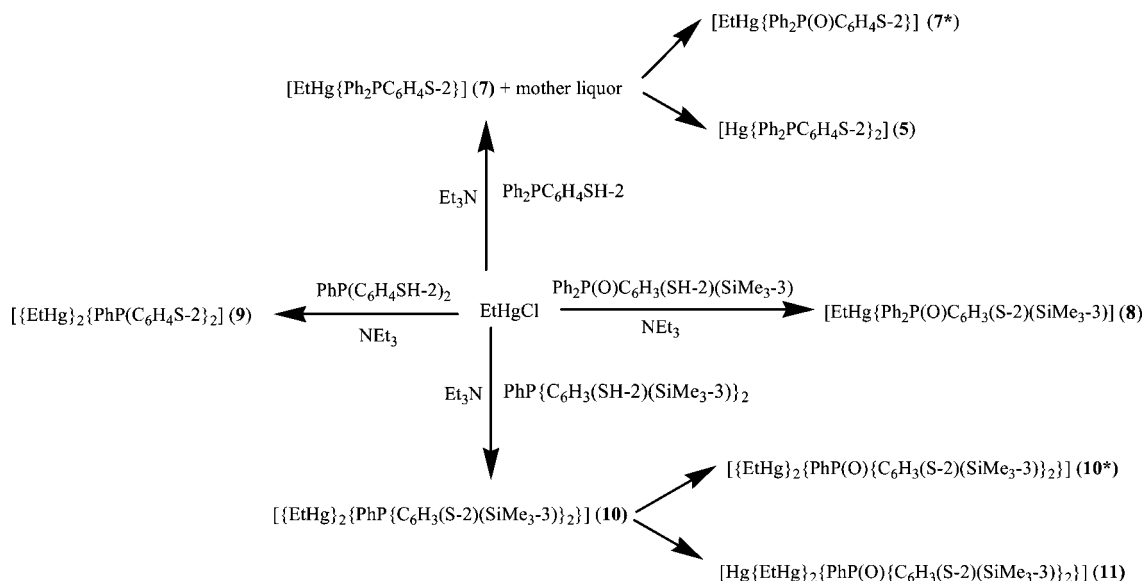 [EtHg{Ph₂P(O)C₆H₄S-2}] (7*)
[EtHg{Ph₂PC₆H₄S-2}] (7) + mother liquor
[Hg{Ph₂PC₆H₄S-2}₂] (5)
Et₃N
Ph₂PC₆H₄SH-2
PhP(C₆H₄SH-2)₂
Ph₂P(O)C₆H₃(SH-2)(SiMe₃-3)
[{EtHg}₂{PhP(C₆H₄S-2}₂] (9)
EtHgCl
[EtHg{Ph₂P(O)C₆H₃(S-2)(SiMe₃-3)] (8)
NEt₃
NEt₃
Et₃N
PhP{C₆H₃(SH-2)(SiMe₃-3)}₂
[{EtHg}₂{PhP(O){C₆H₃(S-2)(SiMe₃-3)}₂}] (10*)
[{EtHg}₂{PhP{C₆H₃(S-2)(SiMe₃-3)}₂}] (10)
[Hg{EtHg}₂{PhP(O){C₆H₃(S-2)(SiMe₃-3)}₂}] (11)